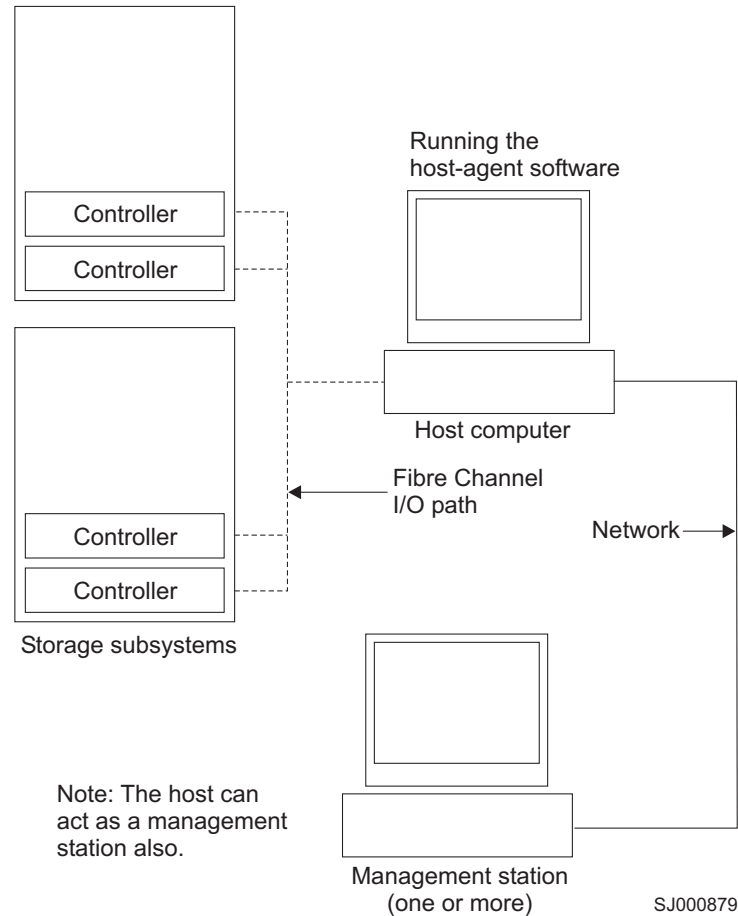 Running the
host-agent software
Controller
Controller
Host computer
Fibre Channel
I/O path
Network
Controller
Controller
Storage subsystems
Note: The host can
act as a management
station also.
Management station
(one or more)
SJ000879